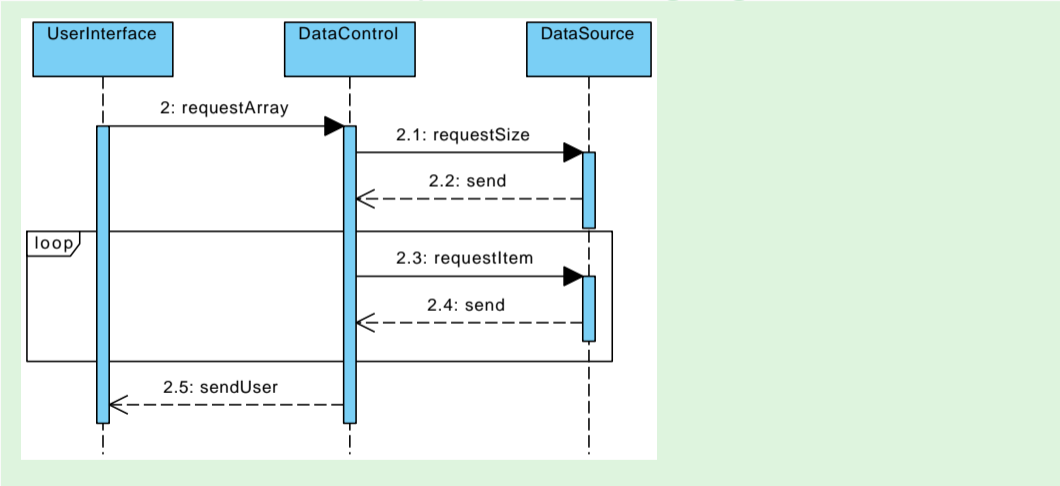 UserInterface
DataControl
DataSource
2: requestArray
2.1: requestSize
2.2: send
loop
2.3: requestItem
2.4: send
2.5: sendUser